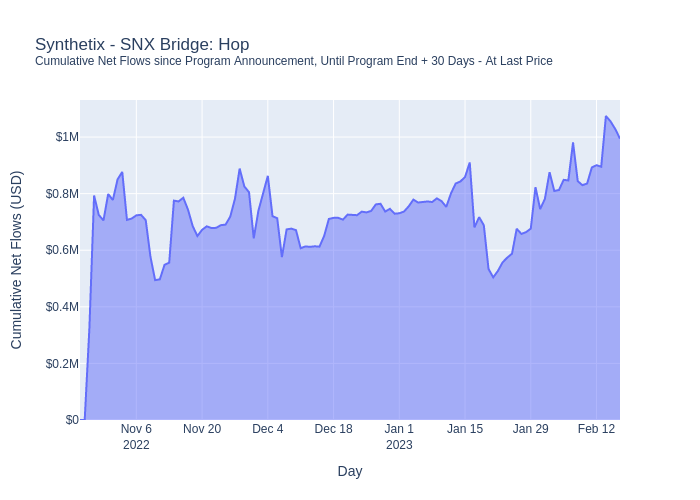 Synthetix - SNX Bridge: Hop
Cumulative Net Flows since Program Announcement, Until Program End + 30 Days - At Last Price
Cumulative Net Flows (USD)
$1M
$0.8M
$0.6M
$0.4M
$0.2M
$0
Nov 6 Nov 20 Dec 4 Dec 18 Jan 1 Jan 15 Jan 29 Feb 12
2022 2023
Day